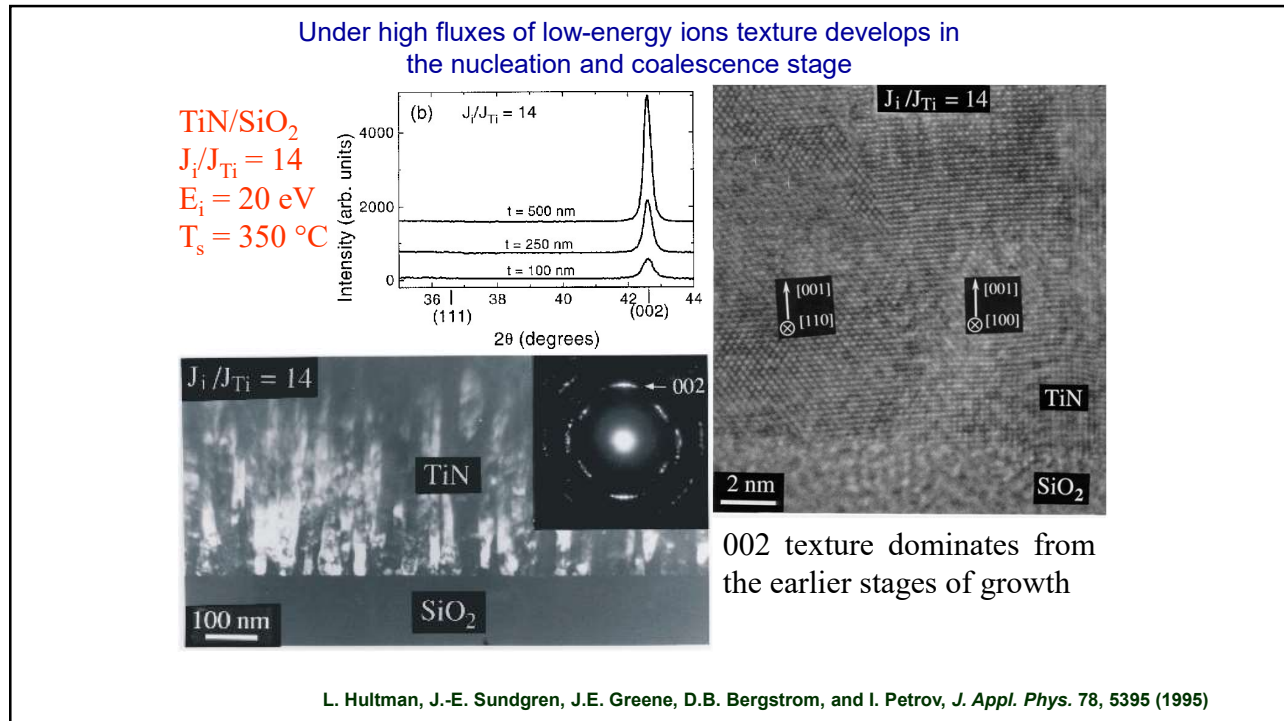 Under high fluxes of low-energy ions texture develops in
the nucleation and coalescence stage
TiN/SiO₂
Jᵢ/J_Ti = 14
Eᵢ = 20 eV
Tₛ = 350 °C
(b) Jᵢ/J_Ti = 14
Intensity (arb. units)
4000
2000
0
t = 500 nm
t = 250 nm
t = 100 nm
36 38 40 42 44
(111) (002)
2θ (degrees)
Jᵢ/J_Ti = 14
002
TiN
SiO₂
100 nm
Jᵢ/J_Ti = 14
[001]
[110]
[001]
[100]
TiN
2 nm
SiO₂
002 texture dominates from
the earlier stages of growth
L. Hultman, J.-E. Sundgren, J.E. Greene, D.B. Bergstrom, and I. Petrov, J. Appl. Phys. 78, 5395 (1995)